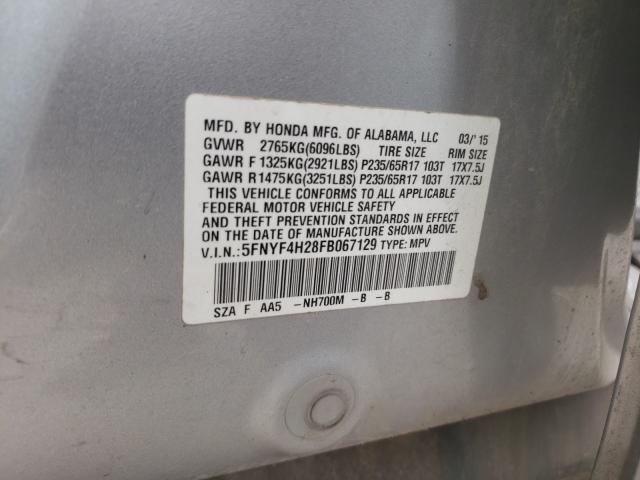 MFD. BY HONDA MFG. OF ALABAMA, LLC 03/'15
GVWR 2765KG(6096LBS) TIRE SIZE RIM SIZE
GAWR F 1325KG(2921LBS) P235/65R17 103T 17X7.5J
GAWR R 1475KG(3251LBS) P235/65R17 103T 17X7.5J
THIS VEHICLE CONFORMS TO ALL APPLICABLE
FEDERAL MOTOR VEHICLE SAFETY
AND THEFT PREVENTION STANDARDS IN EFFECT
ON THE DATE OF MANUFACTURE SHOWN ABOVE.
V.I.N.:5FNYF4H28FB067129 TYPE: MPV
SZA F AA5 -NH700M -B -B